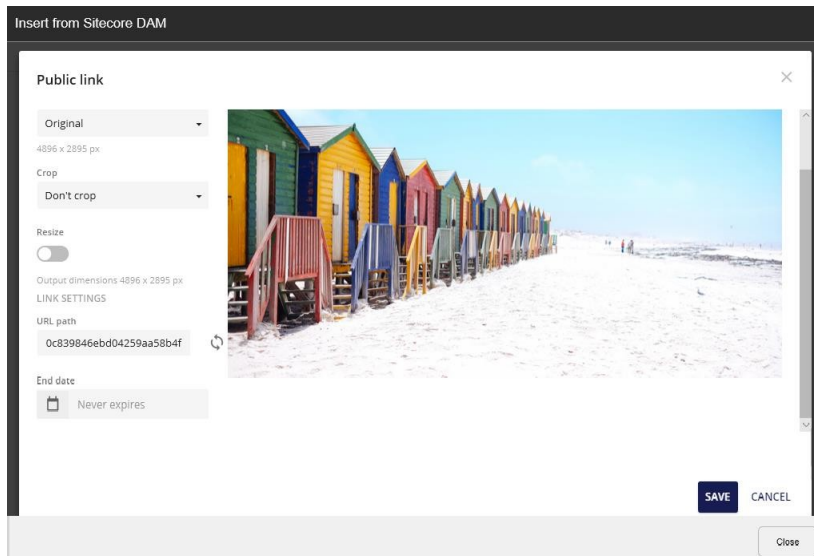 Insert from Sitecore DAM
Public link
Original
4896 x 2895 px
Crop
Don't crop
Resize
Output dimensions 4896 x 2895 px
LINK SETTINGS
URL path
0c839846ebd04259aa58b4f
End date
Never expires
SAVE CANCEL
Close